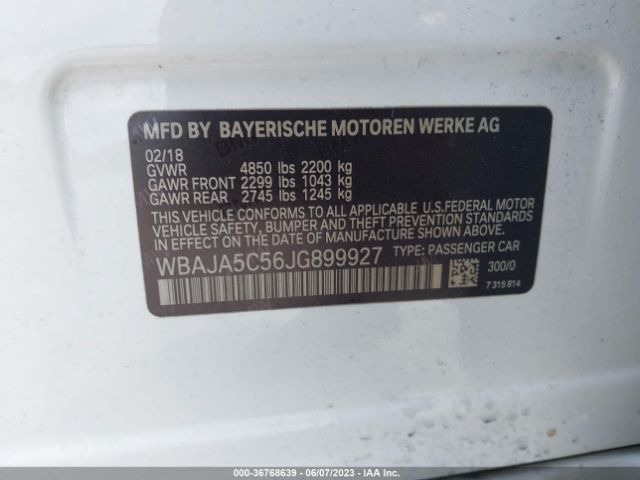 MFD BY BAYERISCHE MOTOREN WERKE AG
02/18
GVWR 4850 lbs 2200 kg
GAWR FRONT 2299 lbs 1043 kg
GAWR REAR 2745 lbs 1245 kg
THIS VEHICLE CONFORMS TO ALL APPLICABLE U.S.FEDERAL MOTOR
VEHICLE SAFETY, BUMPER AND THEFT PREVENTION STANDARDS
IN EFFECT ON THE DATE OF MANUFACTURE SHOWN ABOVE.
WBAJA5C56JG899927 TYPE: PASSENGER CAR
300/0
7 315 814
000-36768639 - 06/07/2023 - IAA Inc.